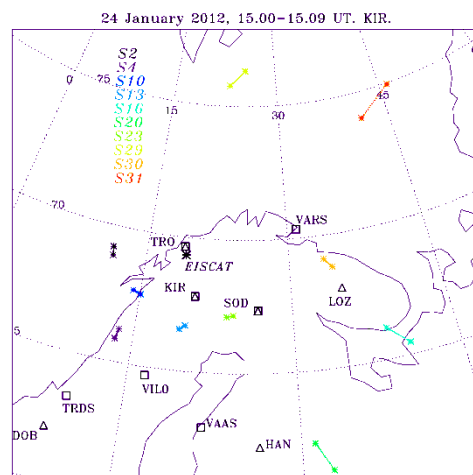 24 January 2012, 15.00-15.09 UT. KIR.
S2
S4
S10
S13
S16
S20
S23
S29
S30
S31
0
75
15
30
45
70
VARS
TRO
EISCAT
KIR
SOD
LOZ
VILO
TRDS
DOB
VAAS
HAN
5